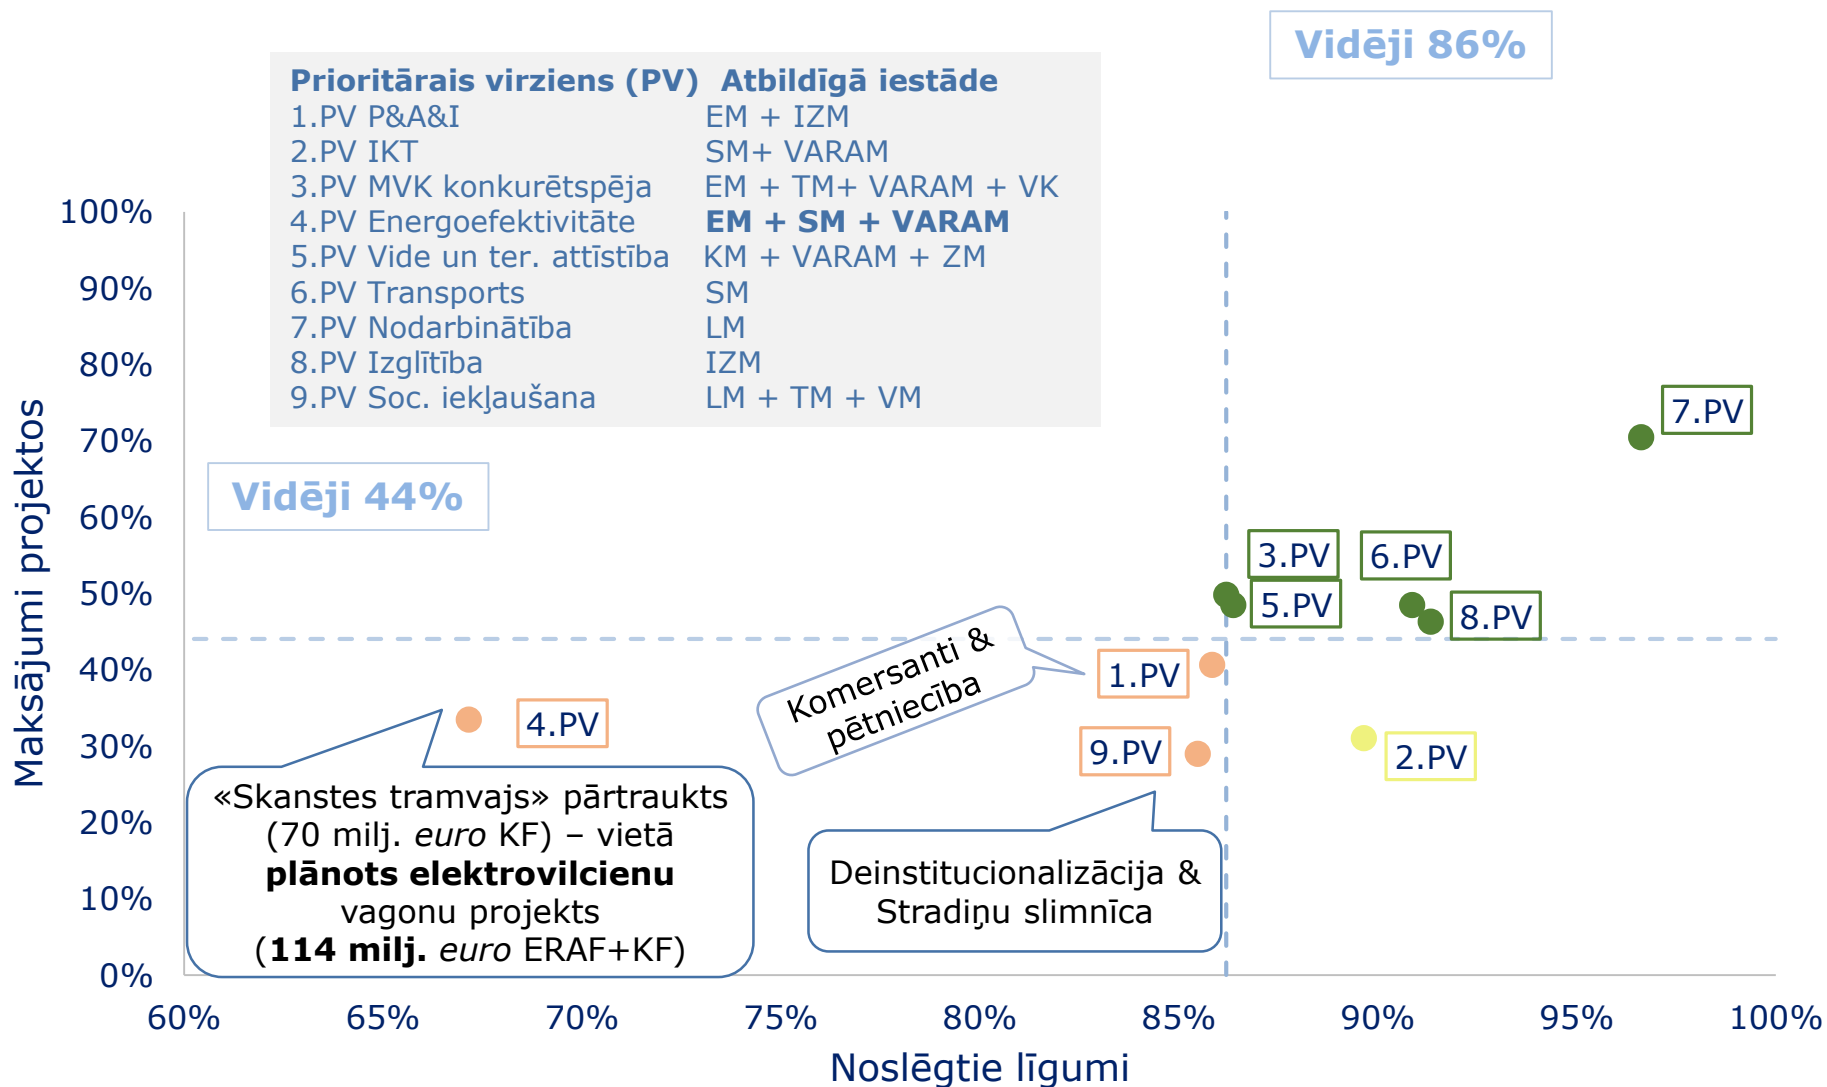 Vidēji 86%
Prioritārais virziens (PV) Atbildīgā iestāde
1.PV P&A&I EM + IZM
2.PV IKT SM+ VARAM
3.PV MVK konkurētspēja EM + TM+ VARAM + VK
4.PV Energoefektivitāte EM + SM + VARAM
5.PV Vide un ter. attīstība KM + VARAM + ZM
6.PV Transports SM
7.PV Nodarbinātība LM
8.PV Izglītība IZM
9.PV Soc. iekļaušana LM + TM + VM
Vidēji 44%
Maksājumi projektos
100%
90%
80%
70%
60%
50%
40%
30%
20%
10%
0%
7.PV
3.PV
6.PV
5.PV
8.PV
1.PV
4.PV
9.PV
2.PV
Komersanti &
pētniecība
«Skanstes tramvajs» pārtraukts
(70 milj. euro KF) – vietā
plānots elektrovilcienu
vagonu projekts
(114 milj. euro ERAF+KF)
Deinstitucionalizācija &
Stradiņu slimnīca
60% 65% 70% 75% 80% 85% 90% 95% 100%
Noslēgtie līgumi